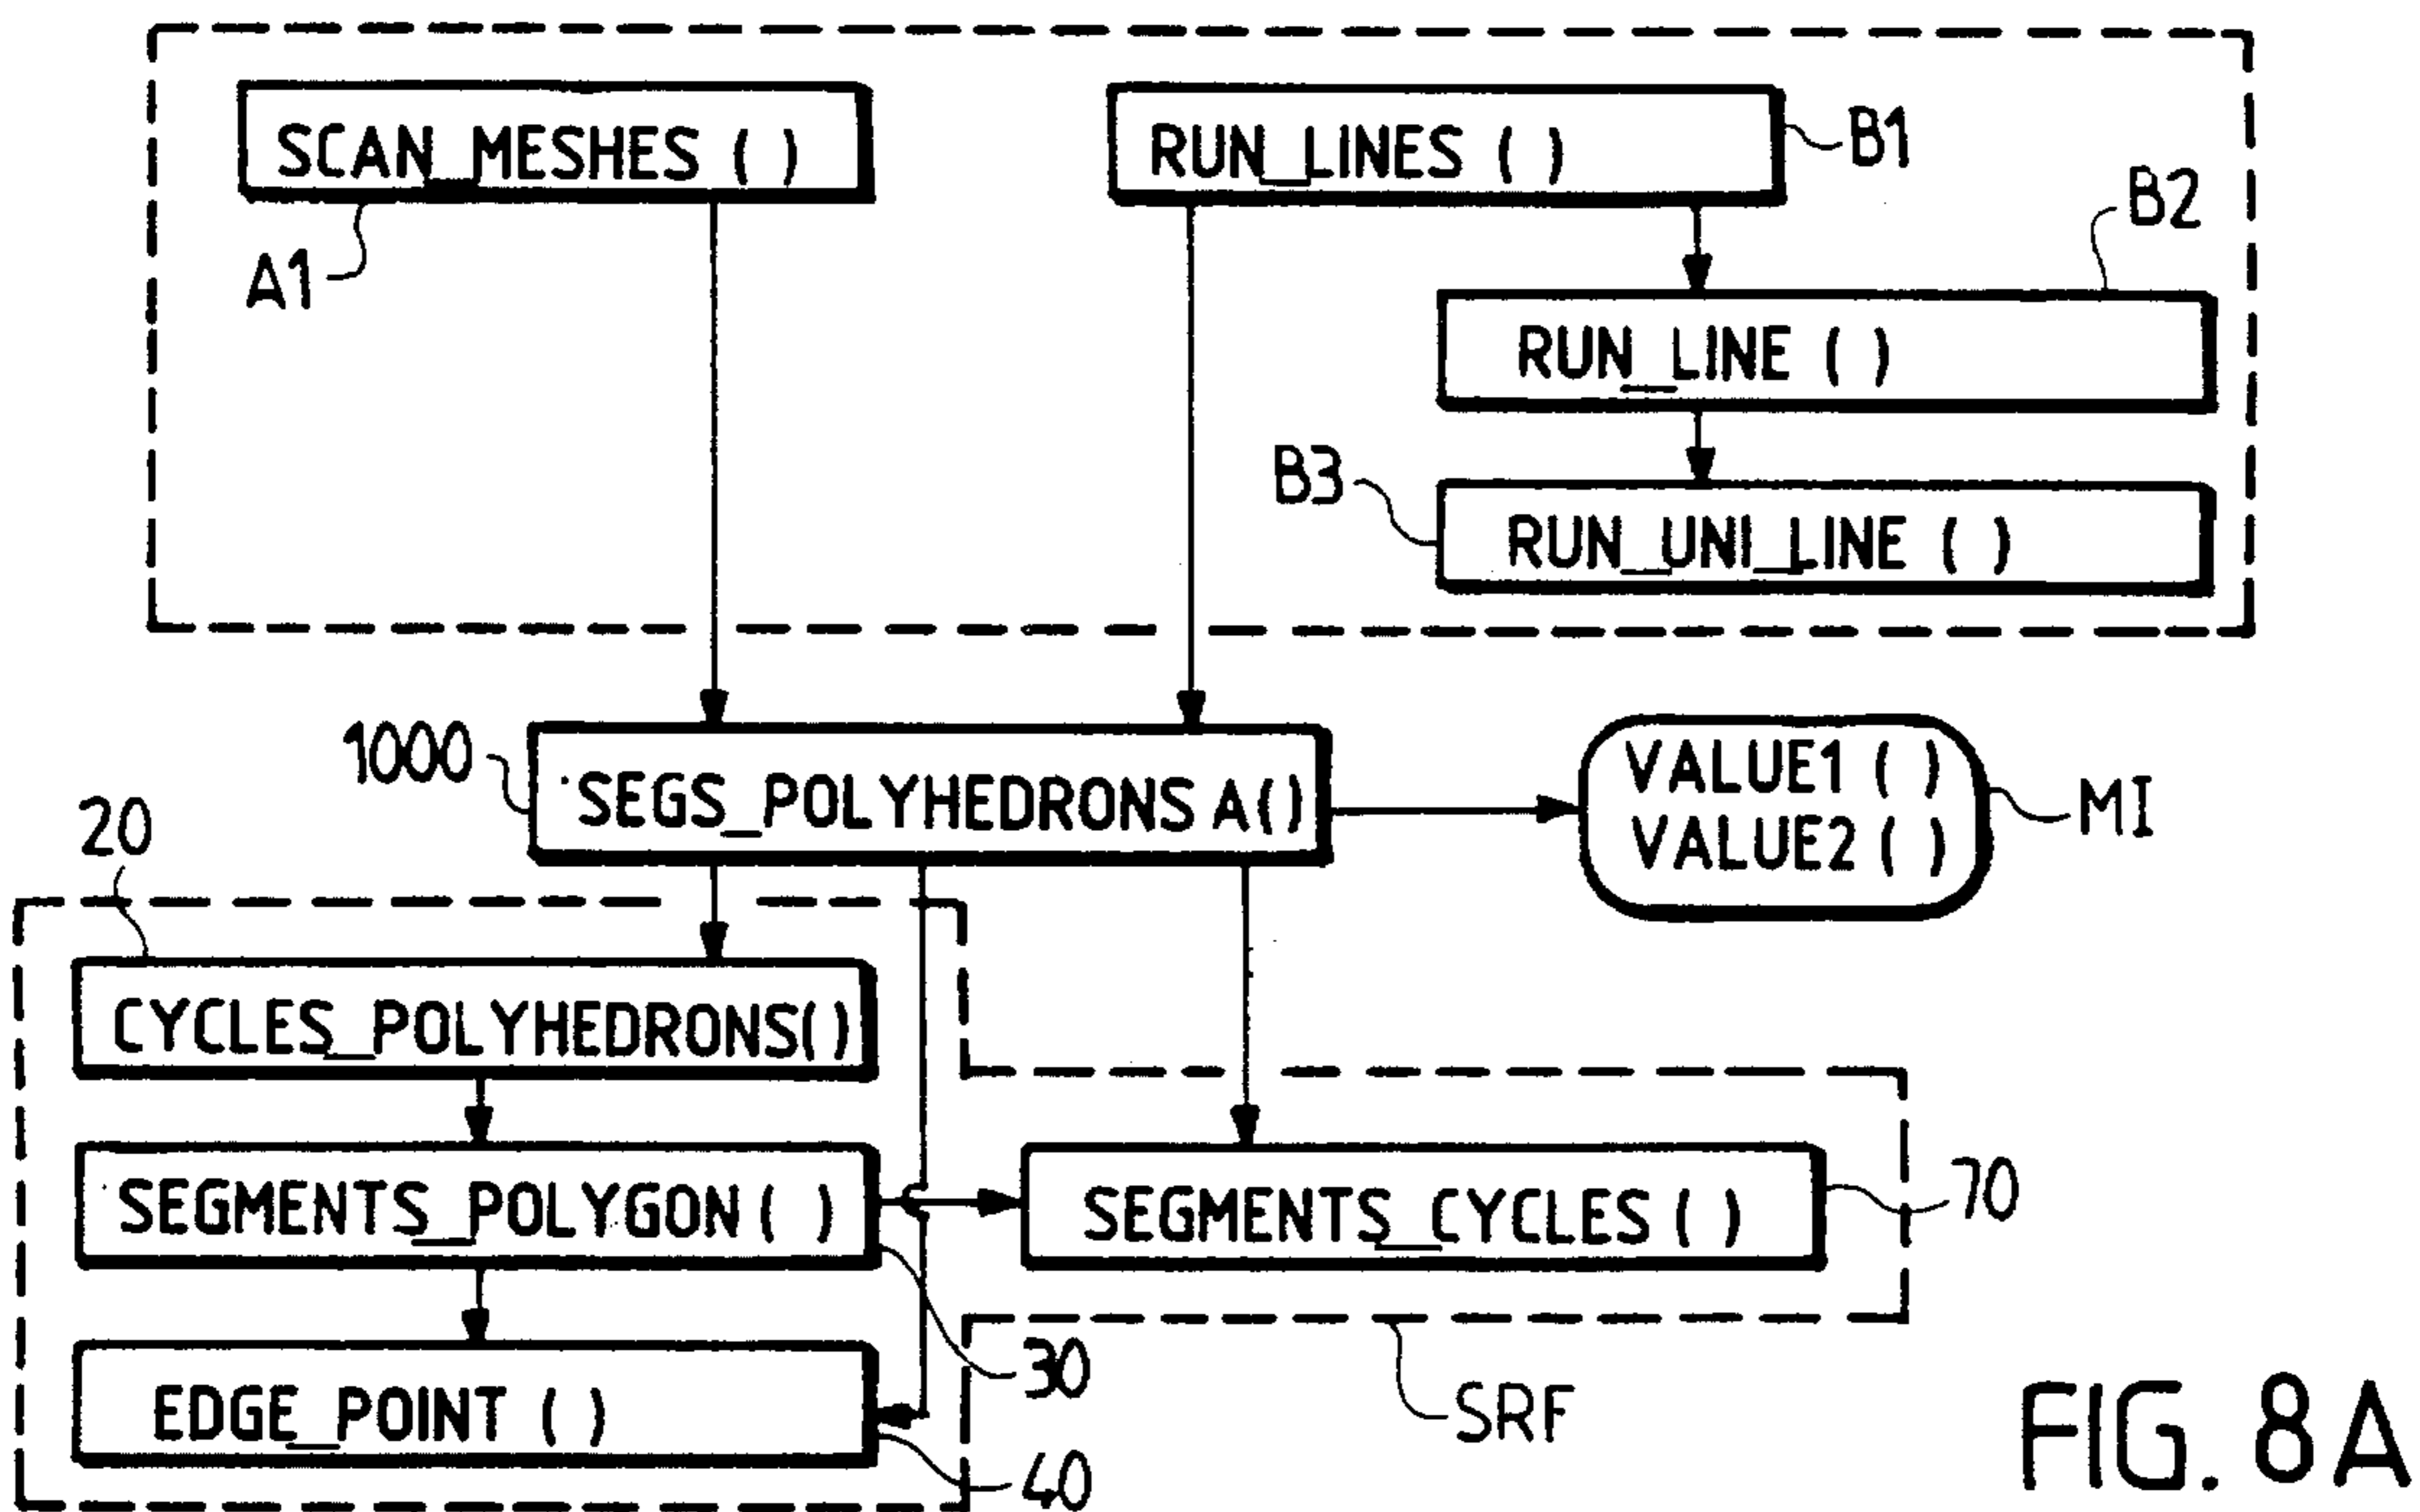 SCAN_MESHES ( )
RUN_LINES ( )
B1
B2
A1
RUN_LINE ( )
B3
RUN_UNI_LINE ( )
1000
SEGS_POLYHEDRONS A()
VALUE1 ( )
VALUE2 ( )
MI
20
CYCLES_POLYHEDRONS()
SEGMENTS_POLYGON ( )
SEGMENTS_CYCLES ( )
70
30
EDGE_POINT ( )
SRF
40
FIG. 8A